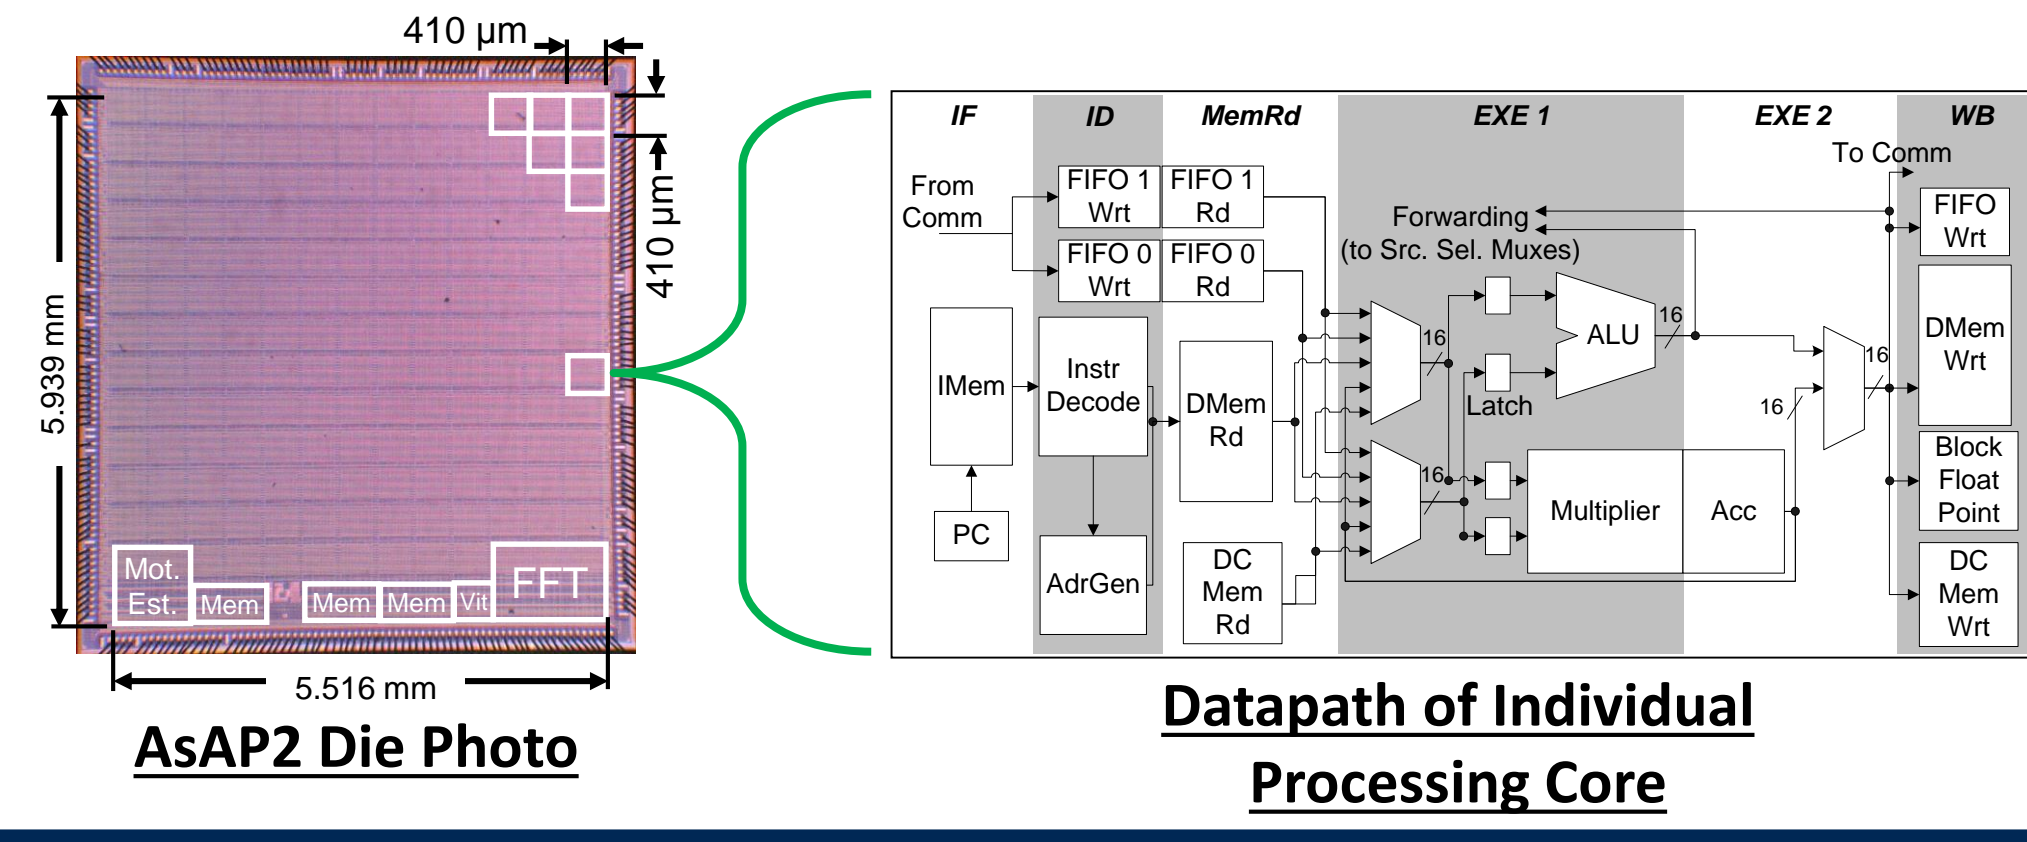 410 µm
410 µm
5.939 mm
Mot.
Est.
Mem
Mem
Mem
Vit
FFT
5.516 mm
AsAP2 Die Photo
IF
ID
MemRd
EXE 1
EXE 2
WB
To Comm
From
Comm
FIFO 1
Wrt
FIFO 1
Rd
FIFO 0
Wrt
FIFO 0
Rd
Forwarding
(to Src. Sel. Muxes)
FIFO
Wrt
IMem
Instr
Decode
DMem
Rd
16
Latch
ALU
16
16
16
DMem
Wrt
PC
AdrGen
DC
Mem
Rd
16
Multiplier
Acc
Block
Float
Point
DC
Mem
Wrt
Datapath of Individual
Processing Core